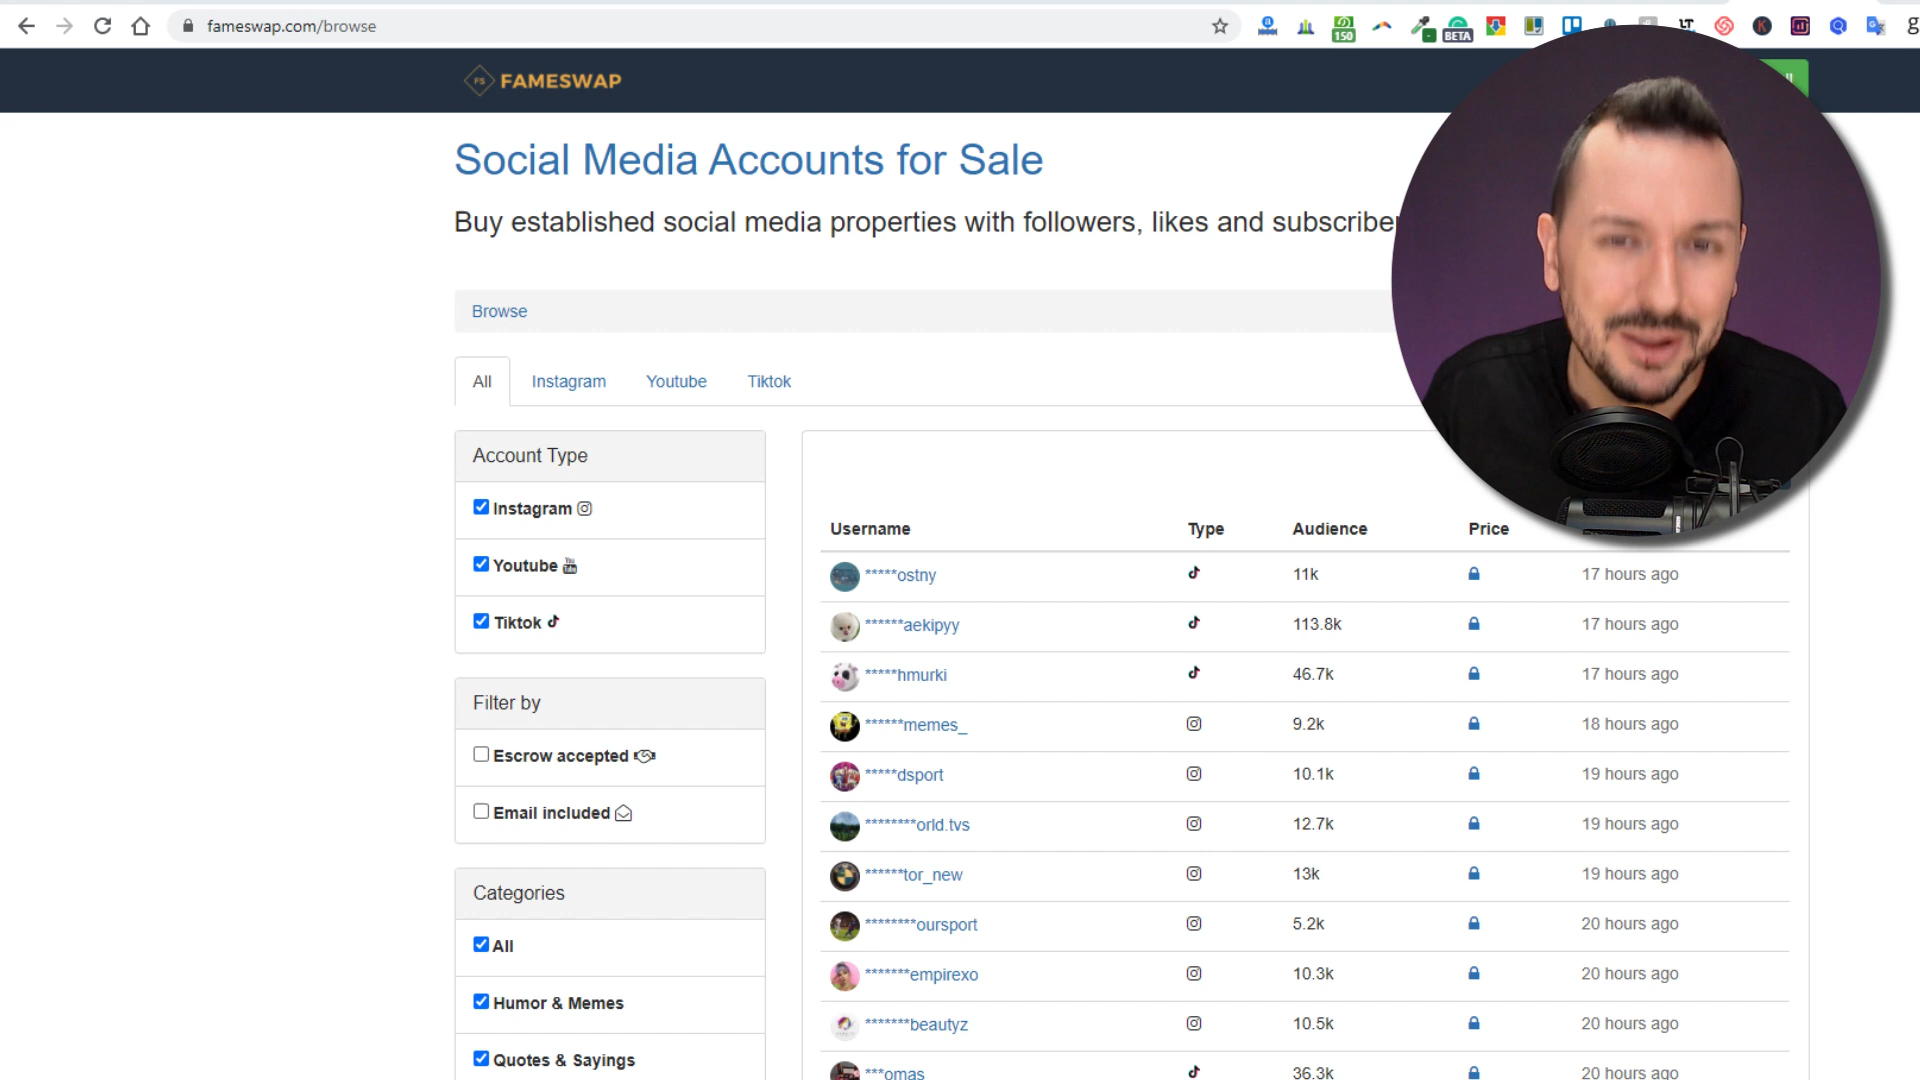 fameswap.com/browse
150
BETA
LT
K
g
FS FAMESWAP
Social Media Accounts for Sale
Buy established social media properties with followers, likes and subscriber
Browse
All Instagram Youtube Tiktok
Account Type
Instagram
Youtube
Tiktok
Filter by
Escrow accepted
Email included
Categories
All
Humor & Memes
Quotes & Sayings
Username Type Audience Price
*****ostny 11k 17 hours ago
******aekipyy 113.8k 17 hours ago
*****hmurki 46.7k 17 hours ago
******memes_ 9.2k 18 hours ago
*****dsport 10.1k 19 hours ago
********orld.tvs 12.7k 19 hours ago
******tor_new 13k 19 hours ago
********oursport 5.2k 20 hours ago
*******empirexo 10.3k 20 hours ago
*******beautyz 10.5k 20 hours ago
***omas 36.3k 20 hours ago